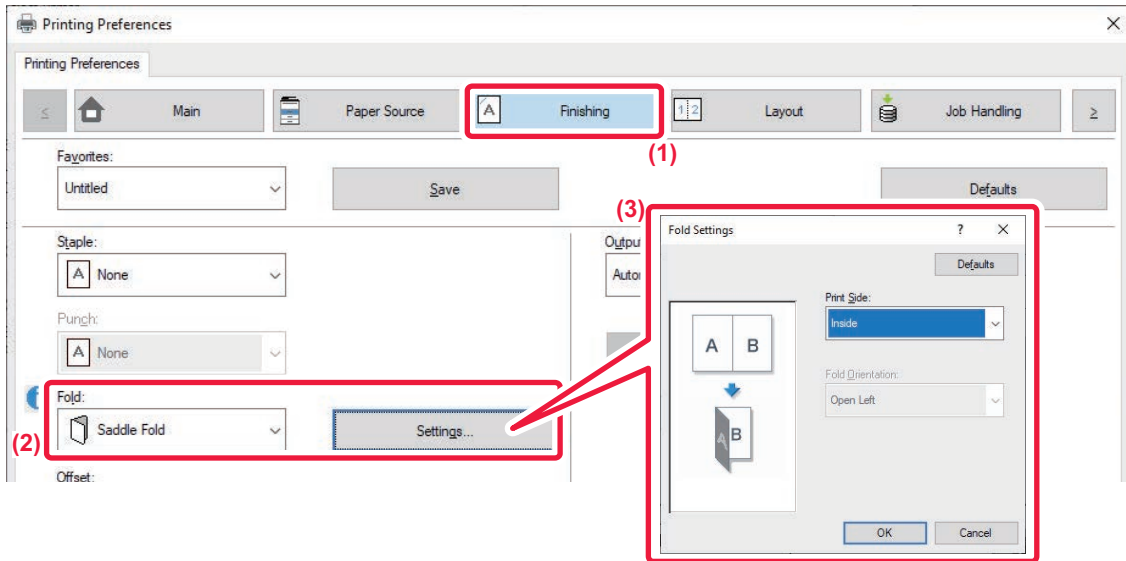 Printing Preferences
Printing Preferences
≤ Main Paper Source A Finishing 1 2 Layout Job Handling ≥
(1)
Favorites:
Untitled Save Defaults
(3)
Staple:
A None
Punch:
A None
Fold:
Saddle Fold Settings...
(2)
Offset:
Fold Settings ? ×
Defaults
Print Side:
Inside
A B
Fold Orientation:
Open Left
A B
OK Cancel